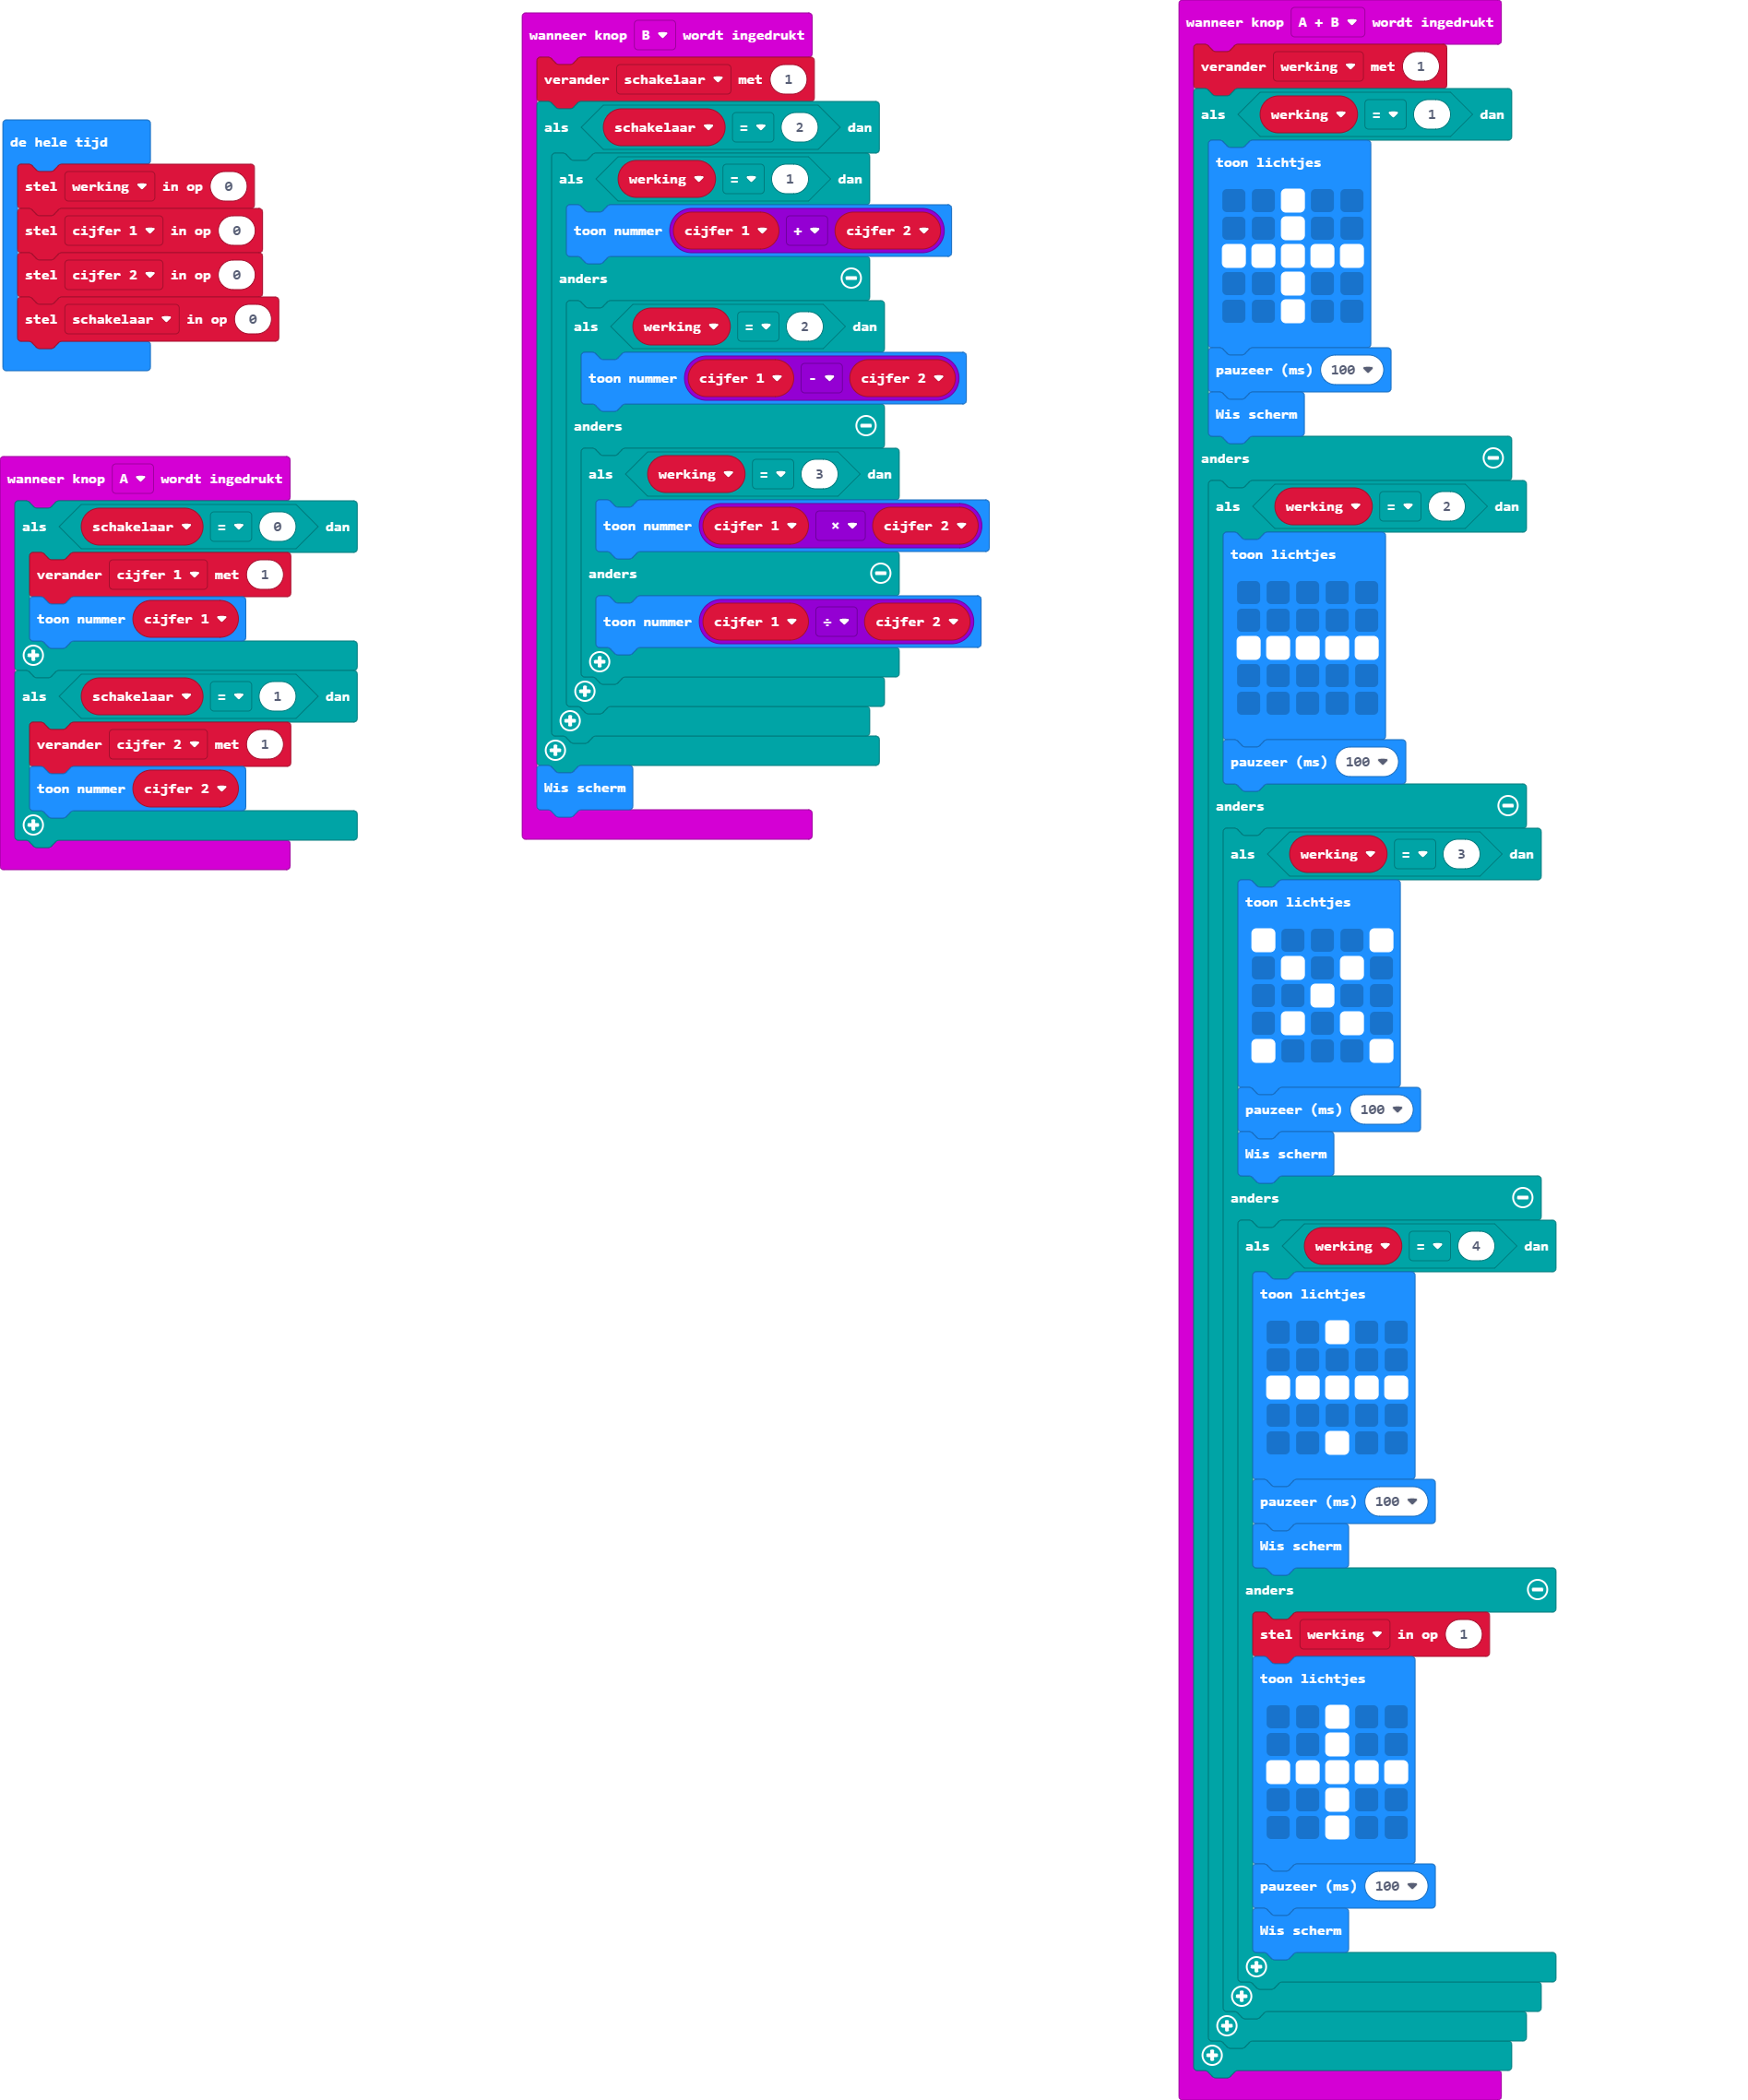 de hele tijd
stel werking in op 0
stel cijfer 1 in op 0
stel cijfer 2 in op 0
stel schakelaar in op 0
wanneer knop A wordt ingedrukt
als schakelaar = 0 dan
verander cijfer 1 met 1
toon nummer cijfer 1
als schakelaar = 1 dan
verander cijfer 2 met 1
toon nummer cijfer 2
wanneer knop B wordt ingedrukt
verander schakelaar met 1
als schakelaar = 2 dan
als werking = 1 dan
toon nummer cijfer 1 + cijfer 2
anders
als werking = 2 dan
toon nummer cijfer 1 - cijfer 2
anders
als werking = 3 dan
toon nummer cijfer 1 × cijfer 2
anders
toon nummer cijfer 1 ÷ cijfer 2
Wis scherm
wanneer knop A + B wordt ingedrukt
verander werking met 1
als werking = 1 dan
toon lichtjes
pauzeer (ms) 100
Wis scherm
anders
als werking = 2 dan
toon lichtjes
pauzeer (ms) 100
anders
als werking = 3 dan
toon lichtjes
pauzeer (ms) 100
Wis scherm
anders
als werking = 4 dan
toon lichtjes
pauzeer (ms) 100
Wis scherm
anders
stel werking in op 1
toon lichtjes
pauzeer (ms) 100
Wis scherm